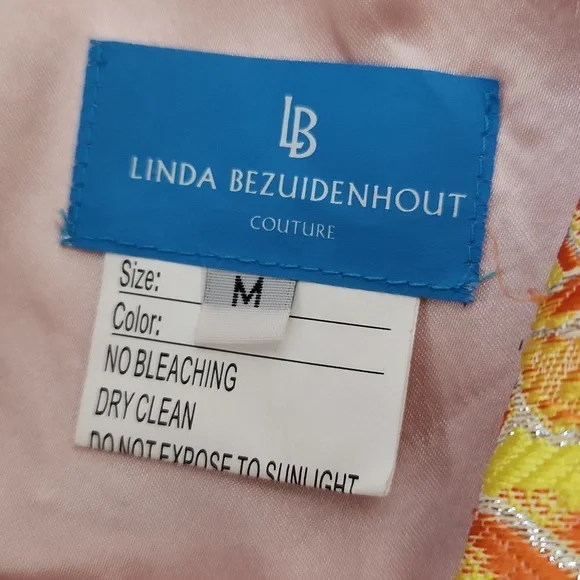 LB
LINDA BEZUIDENHOUT
COUTURE
Size:
M
Color:
NO BLEACHING
DRY CLEAN
DO NOT EXPOSE TO SUNLIGHT